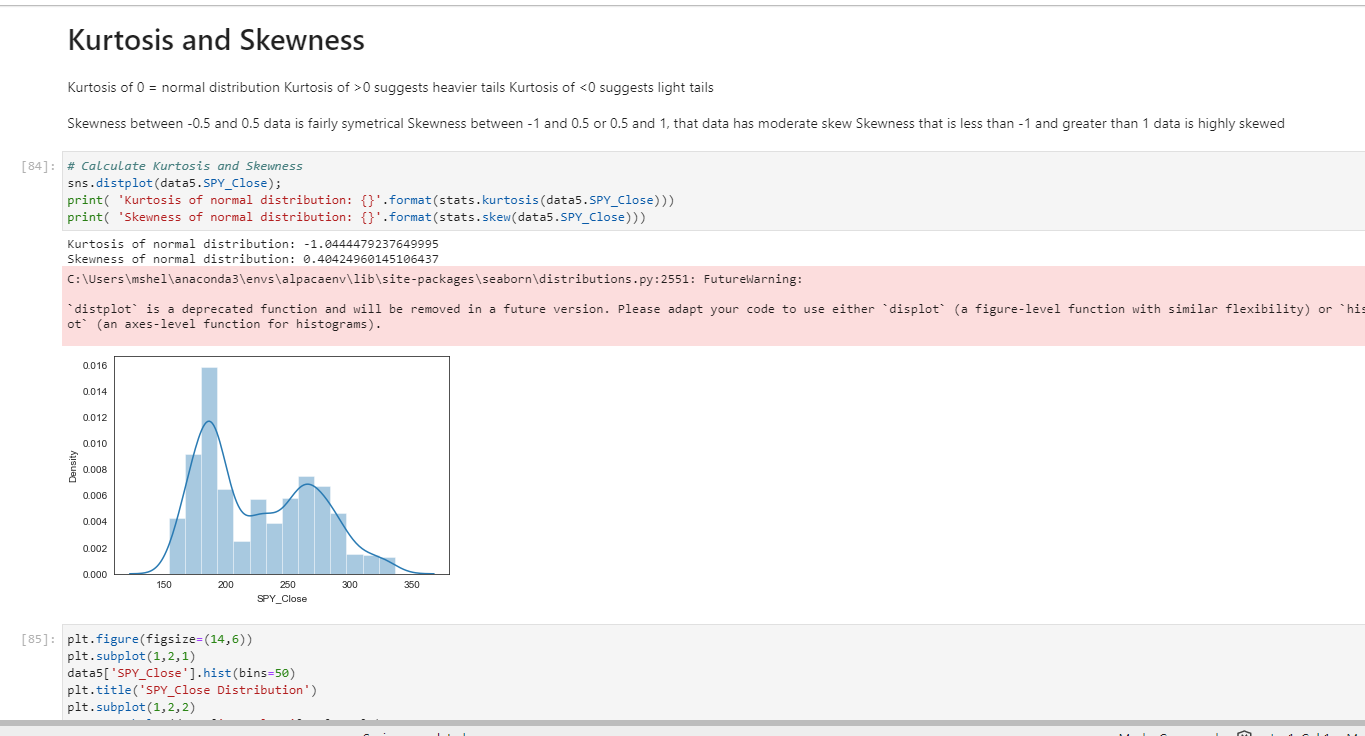 Kurtosis and Skewness
Kurtosis of 0 = normal distribution Kurtosis of >0 suggests heavier tails Kurtosis of <0 suggests light tails
Skewness between -0.5 and 0.5 data is fairly symetrical Skewness between -1 and 0.5 or 0.5 and 1, that data has moderate skew Skewness that is less than -1 and greater than 1 data is highly skewed
[84]: # Calculate Kurtosis and Skewness
sns.distplot(data5.SPY_Close);
print( 'Kurtosis of normal distribution: {}'.format(stats.kurtosis(data5.SPY_Close)))
print( 'Skewness of normal distribution: {}'.format(stats.skew(data5.SPY_Close)))
Kurtosis of normal distribution: -1.0444479237649995
Skewness of normal distribution: 0.40424960145106437
C:\Users\mshel\anaconda3\envs\alpacaenv\lib\site-packages\seaborn\distributions.py:2551: FutureWarning:
`distplot` is a deprecated function and will be removed in a future version. Please adapt your code to use either `displot` (a figure-level function with similar flexibility) or `his
ot` (an axes-level function for histograms).
0.016
0.014
0.012
0.010
0.008
0.006
0.004
0.002
0.000
Density
150 200 250 300 350
SPY_Close
[85]: plt.figure(figsize=(14,6))
plt.subplot(1,2,1)
data5['SPY_Close'].hist(bins=50)
plt.title('SPY_Close Distribution')
plt.subplot(1,2,2)